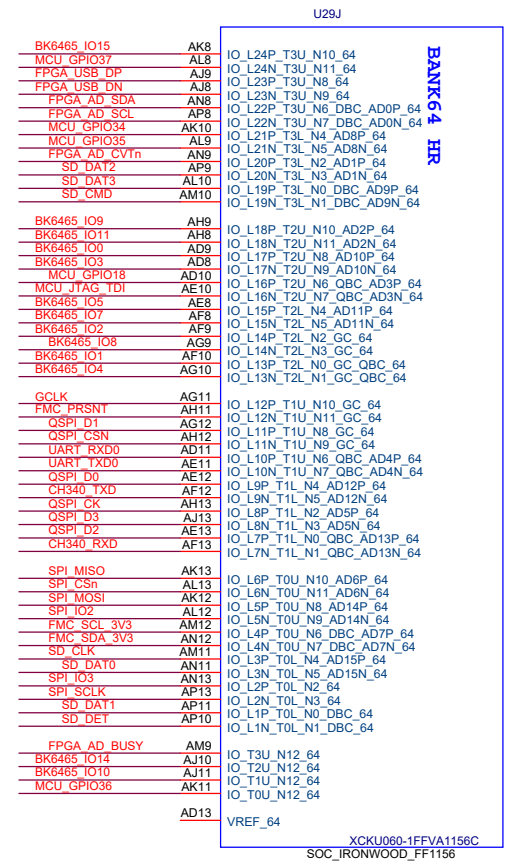 U29J
BANK64 HR
BK6465_IO15 AK8 IO_L24P_T3U_N10_64
MCU_GPIO37 AL8 IO_L24N_T3U_N11_64
FPGA_USB_DP AJ9 IO_L23P_T3U_N8_64
FPGA_USB_DN AJ8 IO_L23N_T3U_N9_64
FPGA_AD_SDA AN8 IO_L22P_T3U_N6_DBC_AD0P_64
FPGA_AD_SCL AP8 IO_L22N_T3U_N7_DBC_AD0N_64
MCU_GPIO34 AK10 IO_L21P_T3L_N4_AD8P_64
MCU_GPIO35 AL9 IO_L21N_T3L_N5_AD8N_64
FPGA_AD_CVTn AN9 IO_L20P_T3L_N2_AD1P_64
SD_DAT2 AP9 IO_L20N_T3L_N3_AD1N_64
SD_DAT3 AL10 IO_L19P_T3L_N0_DBC_AD9P_64
SD_CMD AM10 IO_L19N_T3L_N1_DBC_AD9N_64
BK6465_IO9 AH9 IO_L18P_T2U_N10_AD2P_64
BK6465_IO11 AH8 IO_L18N_T2U_N11_AD2N_64
BK6465_IO0 AD9 IO_L17P_T2U_N8_AD10P_64
BK6465_IO3 AD8 IO_L17N_T2U_N9_AD10N_64
MCU_GPIO18 AD10 IO_L16P_T2U_N6_QBC_AD3P_64
MCU_JTAG_TDI AE10 IO_L16N_T2U_N7_QBC_AD3N_64
BK6465_IO5 AE8 IO_L15P_T2L_N4_AD11P_64
BK6465_IO7 AF8 IO_L15N_T2L_N5_AD11N_64
BK6465_IO2 AF9 IO_L14P_T2L_N2_GC_64
BK6465_IO8 AG9 IO_L14N_T2L_N3_GC_64
BK6465_IO1 AF10 IO_L13P_T2L_N0_GC_QBC_64
BK6465_IO4 AG10 IO_L13N_T2L_N1_GC_QBC_64
GCLK AG11 IO_L12P_T1U_N10_GC_64
FMC_PRSNT AH11 IO_L12N_T1U_N11_GC_64
QSPI_D1 AG12 IO_L11P_T1U_N8_GC_64
QSPI_CSN AH12 IO_L11N_T1U_N9_GC_64
UART_RXD0 AD11 IO_L10P_T1U_N6_QBC_AD4P_64
UART_TXD0 AE11 IO_L10N_T1U_N7_QBC_AD4N_64
QSPI_D0 AE12 IO_L9P_T1L_N4_AD12P_64
CH340_TXD AF12 IO_L9N_T1L_N5_AD12N_64
QSPI_CK AH13 IO_L8P_T1L_N2_AD5P_64
QSPI_D3 AJ13 IO_L8N_T1L_N3_AD5N_64
QSPI_D2 AE13 IO_L7P_T1L_N0_QBC_AD13P_64
CH340_RXD AF13 IO_L7N_T1L_N1_QBC_AD13N_64
SPI_MISO AK13 IO_L6P_T0U_N10_AD6P_64
SPI_CSn AL13 IO_L6N_T0U_N11_AD6N_64
SPI_MOSI AK12 IO_L5P_T0U_N8_AD14P_64
SPI_IO2 AL12 IO_L5N_T0U_N9_AD14N_64
FMC_SCL_3V3 AM12 IO_L4P_T0U_N6_DBC_AD7P_64
FMC_SDA_3V3 AN12 IO_L4N_T0U_N7_DBC_AD7N_64
SD_CLK AM11 IO_L3P_T0L_N4_AD15P_64
SD_DAT0 AN11 IO_L3N_T0L_N5_AD15N_64
SPI_IO3 AN13 IO_L2P_T0L_N2_64
SPI_SCLK AP13 IO_L2N_T0L_N3_64
SD_DAT1 AP11 IO_L1P_T0L_N0_DBC_64
SD_DET AP10 IO_L1N_T0L_N1_DBC_64
FPGA_AD_BUSY AM9 IO_T3U_N12_64
BK6465_IO14 AJ10 IO_T2U_N12_64
BK6465_IO10 AJ11 IO_T1U_N12_64
MCU_GPIO36 AK11 IO_T0U_N12_64
AD13 VREF_64
XCKU060-1FFVA1156C
SOC_IRONWOOD_FF1156